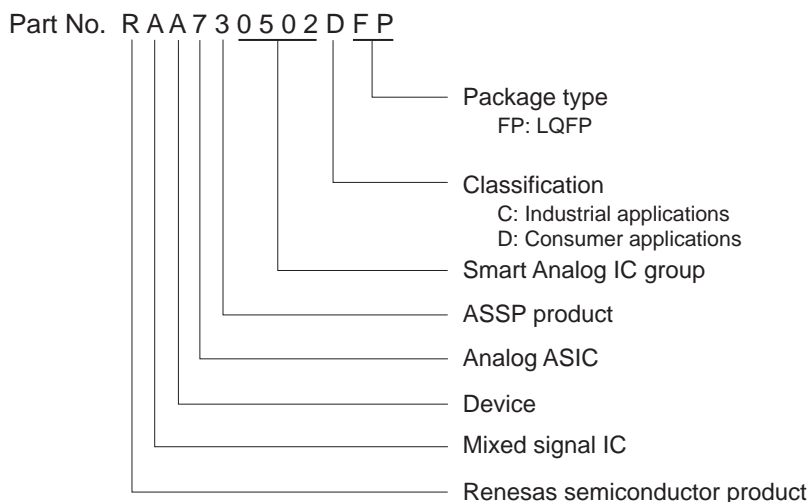 Part No. R A A 7 3 0 5 0 2 D F P
Package type
FP: LQFP
Classification
C: Industrial applications
D: Consumer applications
Smart Analog IC group
ASSP product
Analog ASIC
Device
Mixed signal IC
Renesas semiconductor product